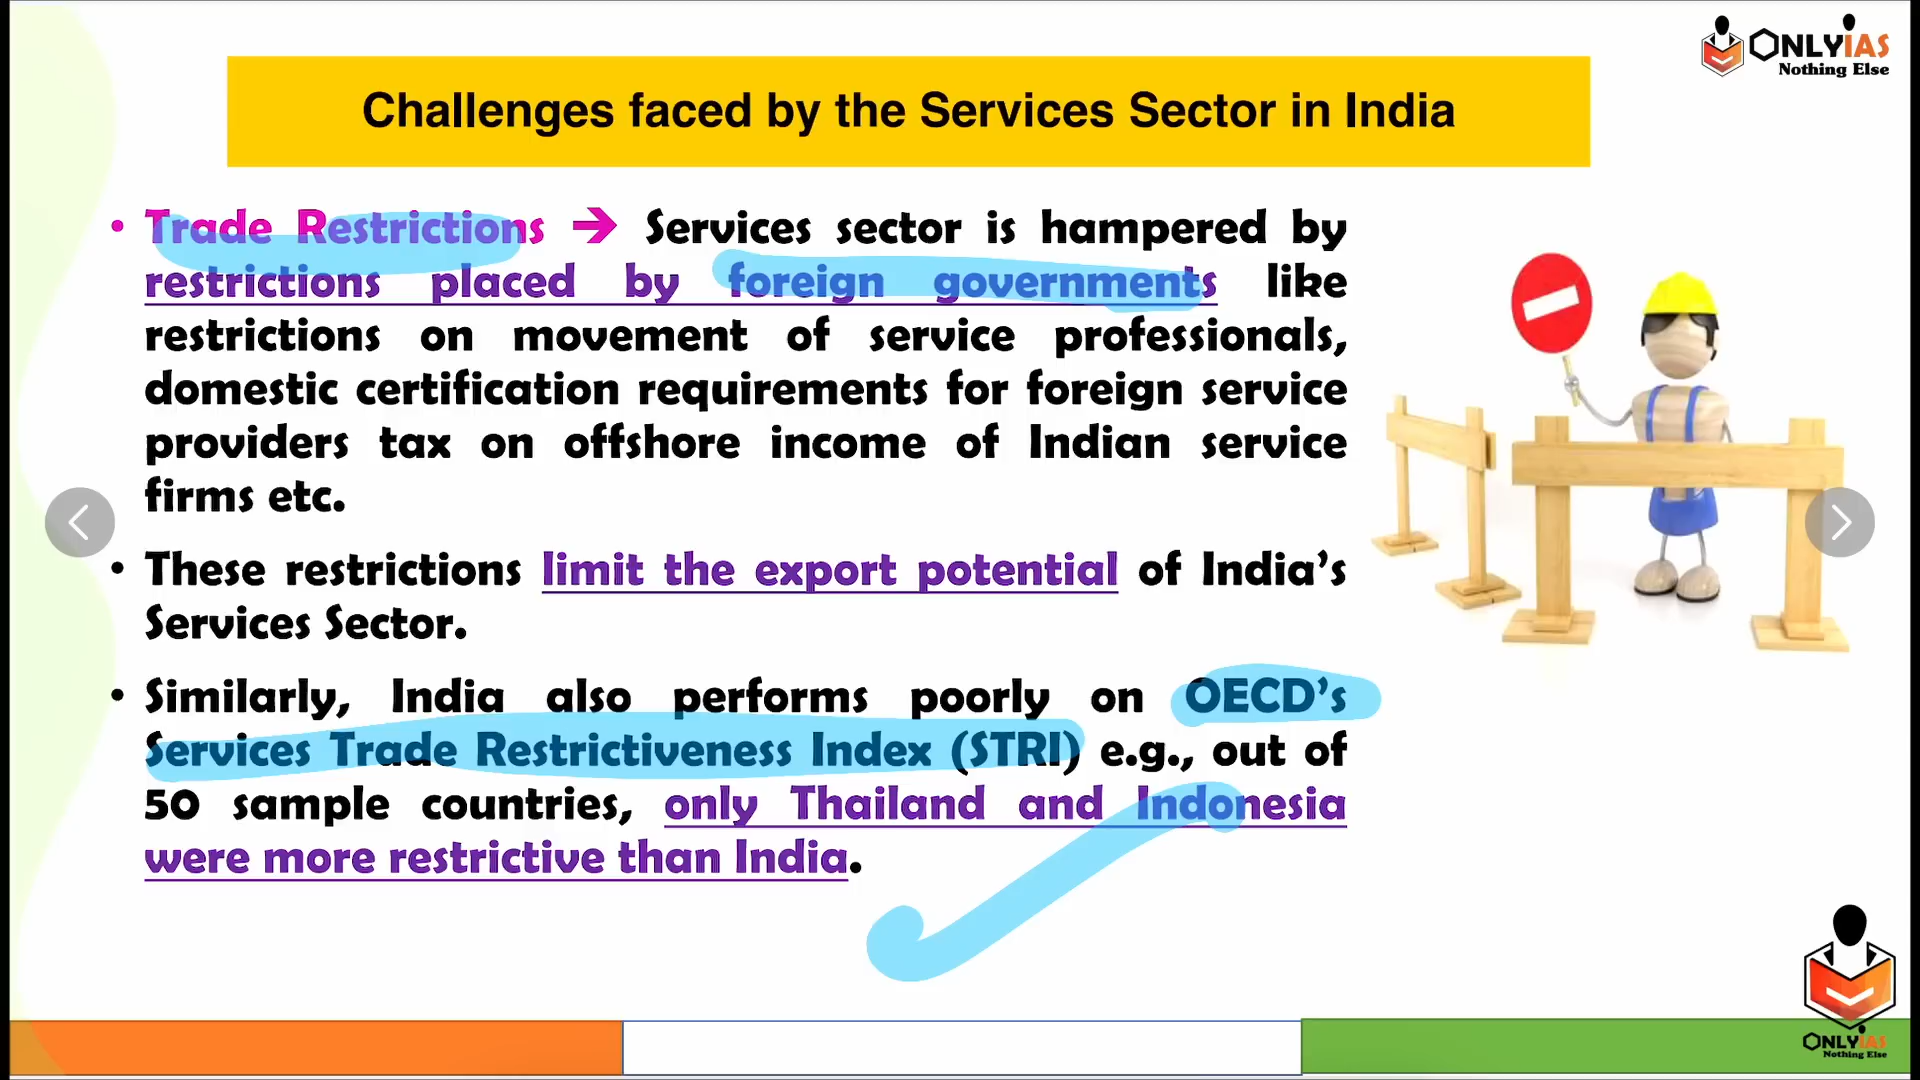 ONLYIAS
Nothing Else
Challenges faced by the Services Sector in India
• Trade Restrictions → Services sector is hampered by
restrictions placed by foreign governments like
restrictions on movement of service professionals,
domestic certification requirements for foreign service
providers tax on offshore income of Indian service
firms etc.
• These restrictions limit the export potential of India’s
Services Sector.
• Similarly, India also performs poorly on OECD’s
Services Trade Restrictiveness Index (STRI) e.g., out of
50 sample countries, only Thailand and Indonesia
were more restrictive than India.
ONLYIAS
Nothing Else